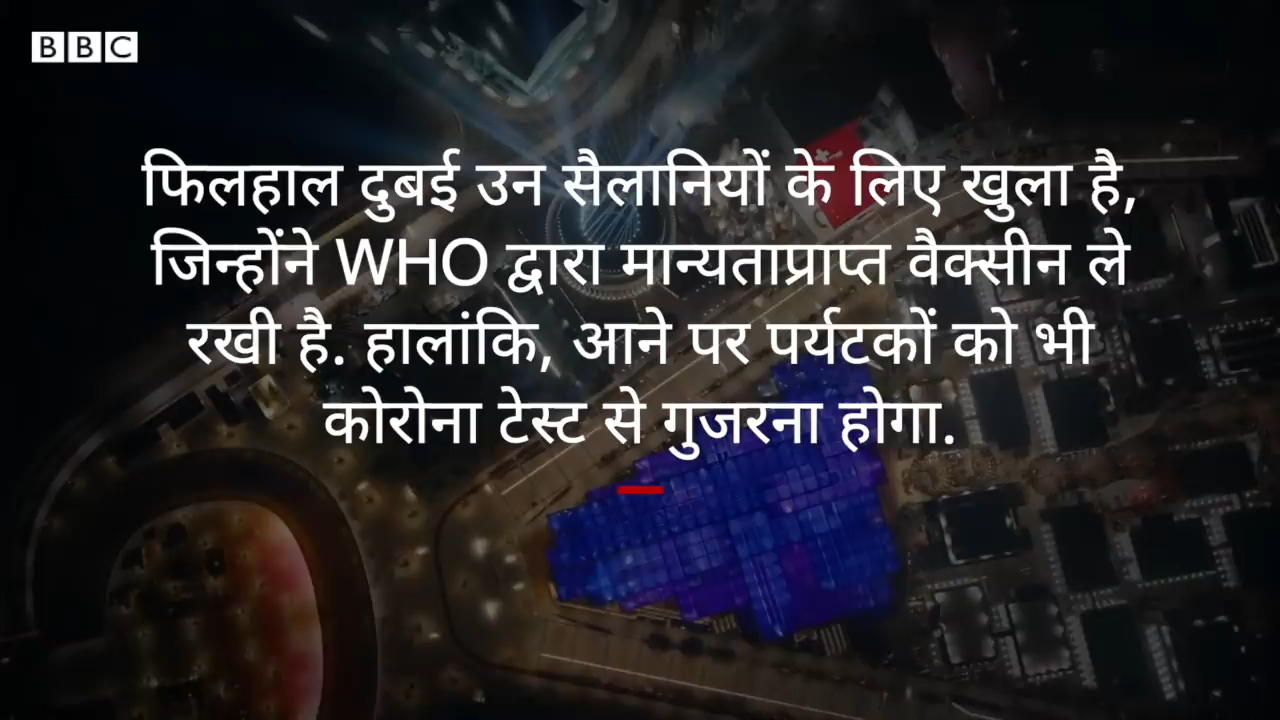 BBC
फिलहाल दुबई उन सैलानियों के लिए खुला है,
जिन्होंने WHO द्वारा मान्यताप्राप्त वैक्सीन ले
रखी है. हालांकि, आने पर पर्यटकों को भी
कोरोना टेस्ट से गुजरना होगा.